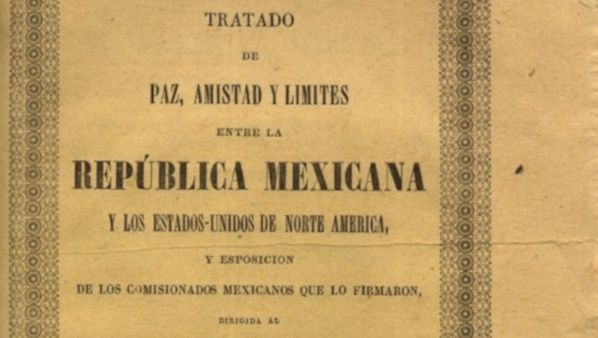 TRATADO
DE
PAZ, AMISTAD Y LIMITES
ENTRE LA
REPÚBLICA MEXICANA
Y LOS ESTADOS-UNIDOS DE NORTE AMERICA,
Y ESPOSICION
DE LOS COMISIONADOS MEXICANOS QUE LO FIRMARON,
DIRIGIDA AL